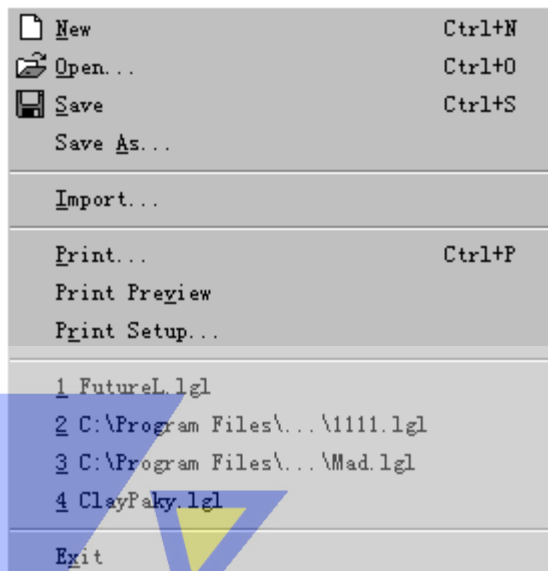 New Ctrl+N
Open... Ctrl+O
Save Ctrl+S
Save As...
Import...
Print... Ctrl+P
Print Preview
Print Setup...
1 FutureL.lgl
2 C:\Program Files\...\1111.lgl
3 C:\Program Files\...\Mad.lgl
4 ClayPaky.lgl
Exit